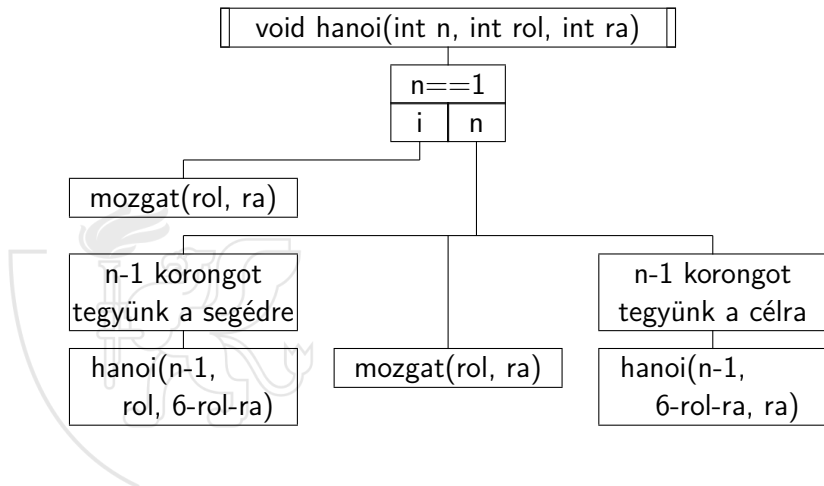 void hanoi(int n, int rol, int ra)
n==1
i
n
mozgat(rol, ra)
n-1 korongot
tegyünk a segédre
n-1 korongot
tegyünk a célra
hanoi(n-1,
rol, 6-rol-ra)
mozgat(rol, ra)
hanoi(n-1,
6-rol-ra, ra)